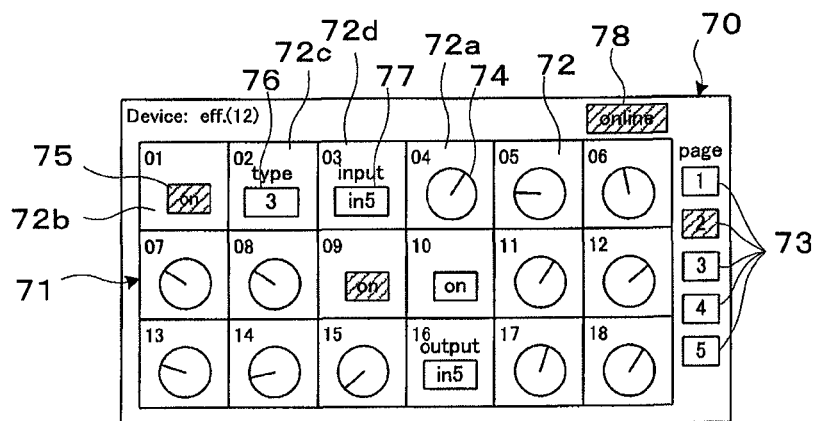 72d
72c
76
77
72a
74
72
78
70
Device: eff.(12)
online
page
75
72b
71
73
01
on
02
type
3
03
input
in5
04
05
06
1
2
3
4
5
07
08
09
on
10
on
11
12
13
14
15
16
output
in5
17
18